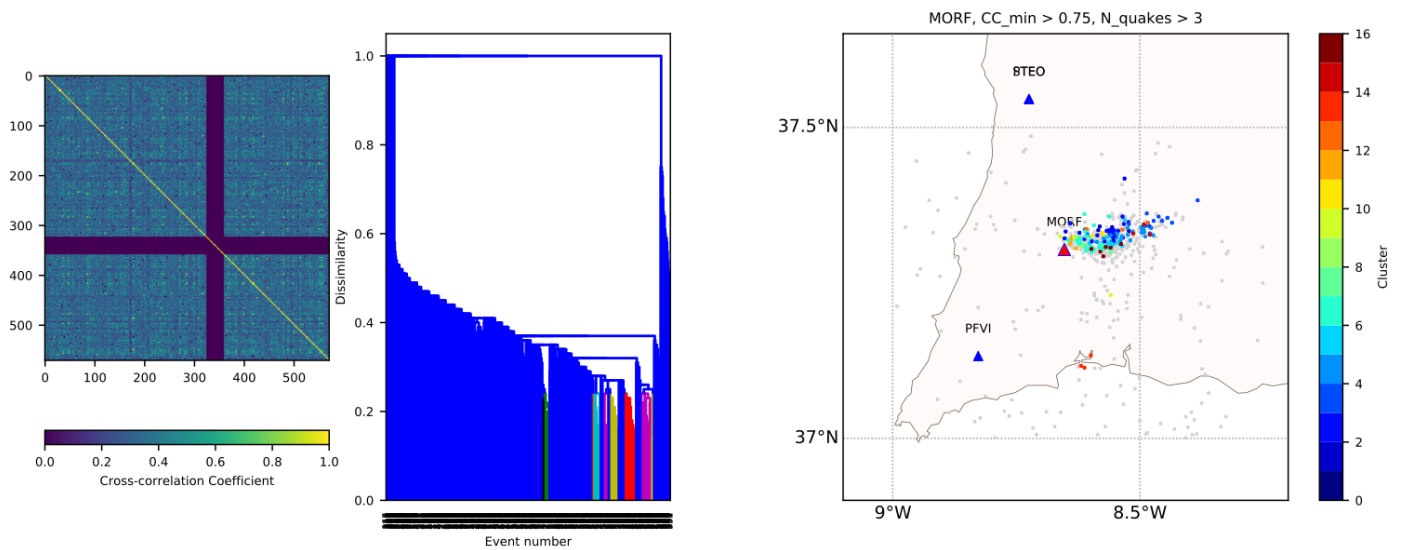 0
100
200
300
400
500
0 100 200 300 400 500
0.0 0.2 0.4 0.6 0.8 1.0
Cross-correlation Coefficient
Dissimilarity
1.0
0.8
0.6
0.4
0.2
0.0
Event number
MORF, CC_min > 0.75, N_quakes > 3
MORF
PFVI
37.5°N
37°N
9°W 8.5°W
16
14
12
10
8
6
4
2
0
Cluster